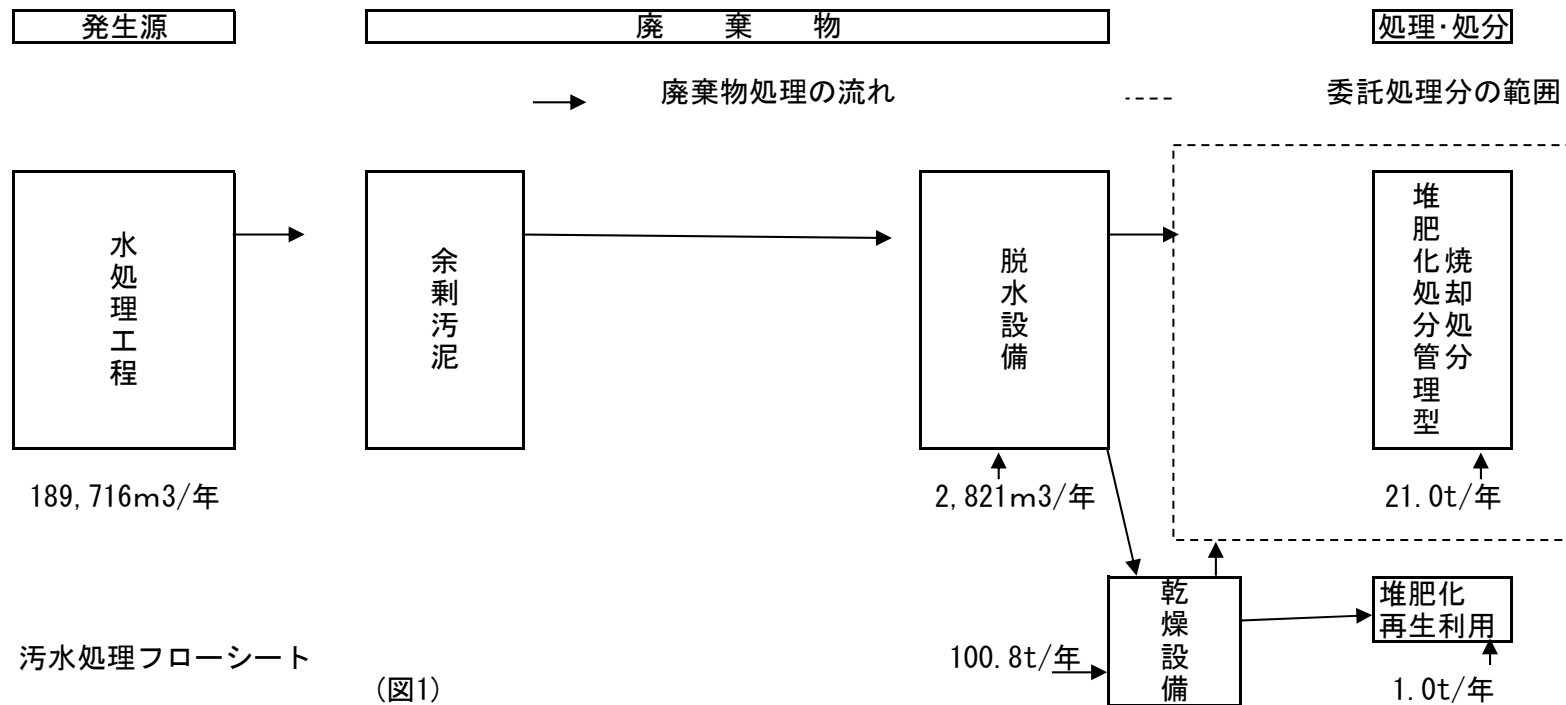 発生源
廃棄物
処理・処分
廃棄物処理の流れ
委託処理分の範囲
水処理工程
余剰汚泥
脱水設備
堆肥化処分管理型
焼却処分
189,716m3/年
2,821m3/年
21.0t/年
乾燥設備
堆肥化
再生利用
汚水処理フローシート
100.8t/年
(図1)
1.0t/年